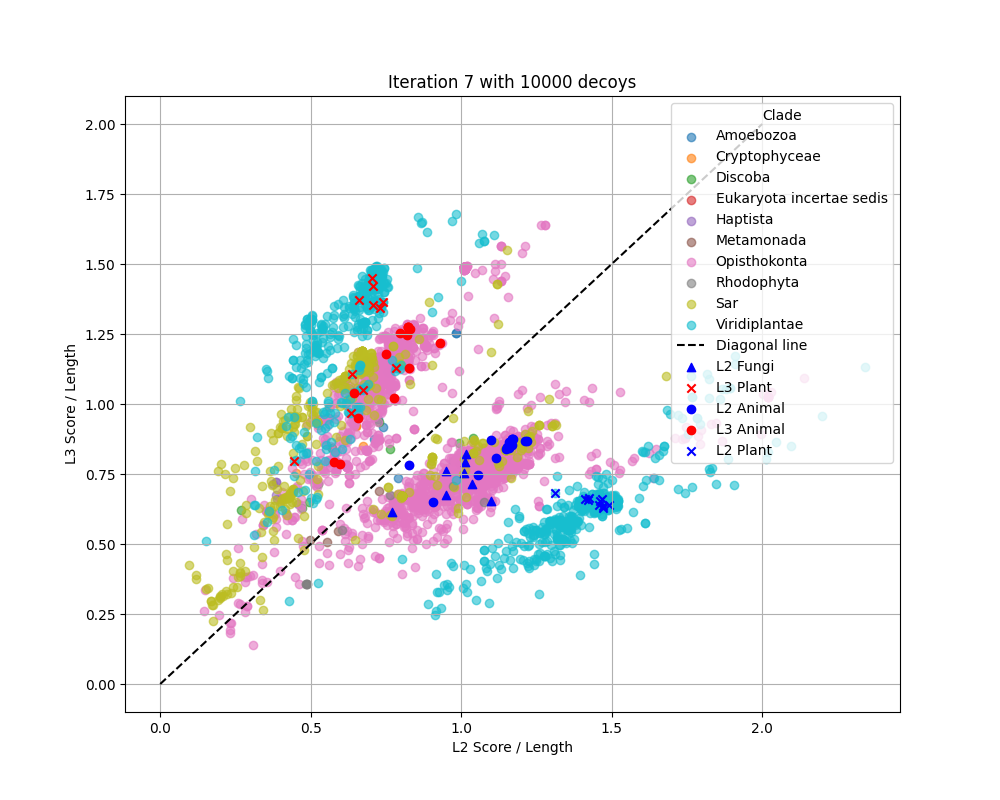 Iteration 7 with 10000 decoys
L3 Score / Length
2.00
1.75
1.50
1.25
1.00
0.75
0.50
0.25
0.00
Clade
Amoebozoa
Cryptophyceae
Discoba
Eukaryota incertae sedis
Haptista
Metamonada
Opisthokonta
Rhodophyta
Sar
Viridiplantae
Diagonal line
L2 Fungi
L3 Plant
L2 Animal
L3 Animal
L2 Plant
0.0 0.5 1.0 1.5 2.0
L2 Score / Length